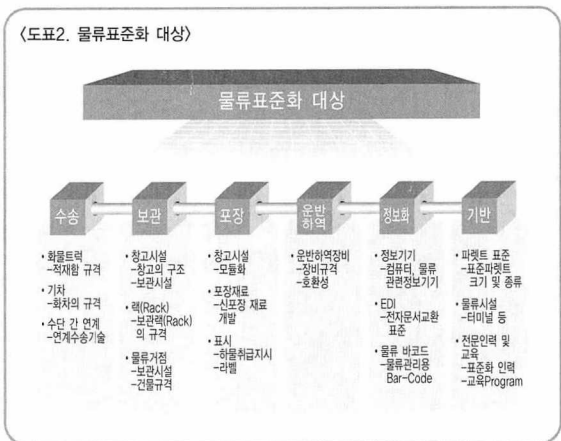 〈도표2. 물류표준화 대상〉
물류표준화 대상
수송
• 화물트럭
-적재함 규격
• 기차
-화차의 규격
• 수단 간 연계
-연계수송기술
보관
• 창고시설
-창고의 구조
-보관시설
• 랙(Rack)
-보관랙(Rack)
의 규격
• 물류거점
-보관시설
-건물규격
포장
• 창고시설
-모듈화
• 포장재료
-신포장 재료
개발
• 표시
-하물취급지시
-라벨
운반
하역
• 운반하역장비
-장비규격
-호환성
정보화
• 정보기기
-컴퓨터, 물류
관련정보기기
• EDI
-전자문서교환
표준
• 물류 바코드
-물류관리용
Bar-Code
기반
• 파렛트 표준
-표준파렛트
크기 및 종류
• 물류시설
-터미널 등
• 전문인력 및
교육
-표준화 인력
-교육Program